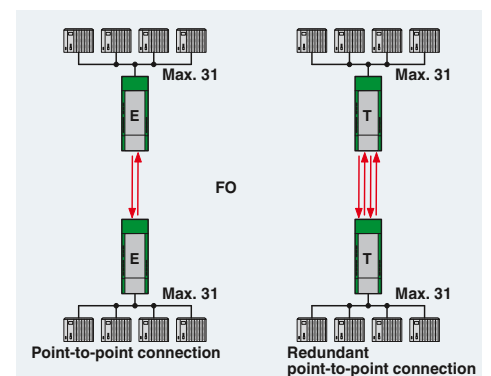 Max. 31
Max. 31
E
T
FO
E
T
Max. 31
Max. 31
Point-to-point connection
Redundant
point-to-point connection